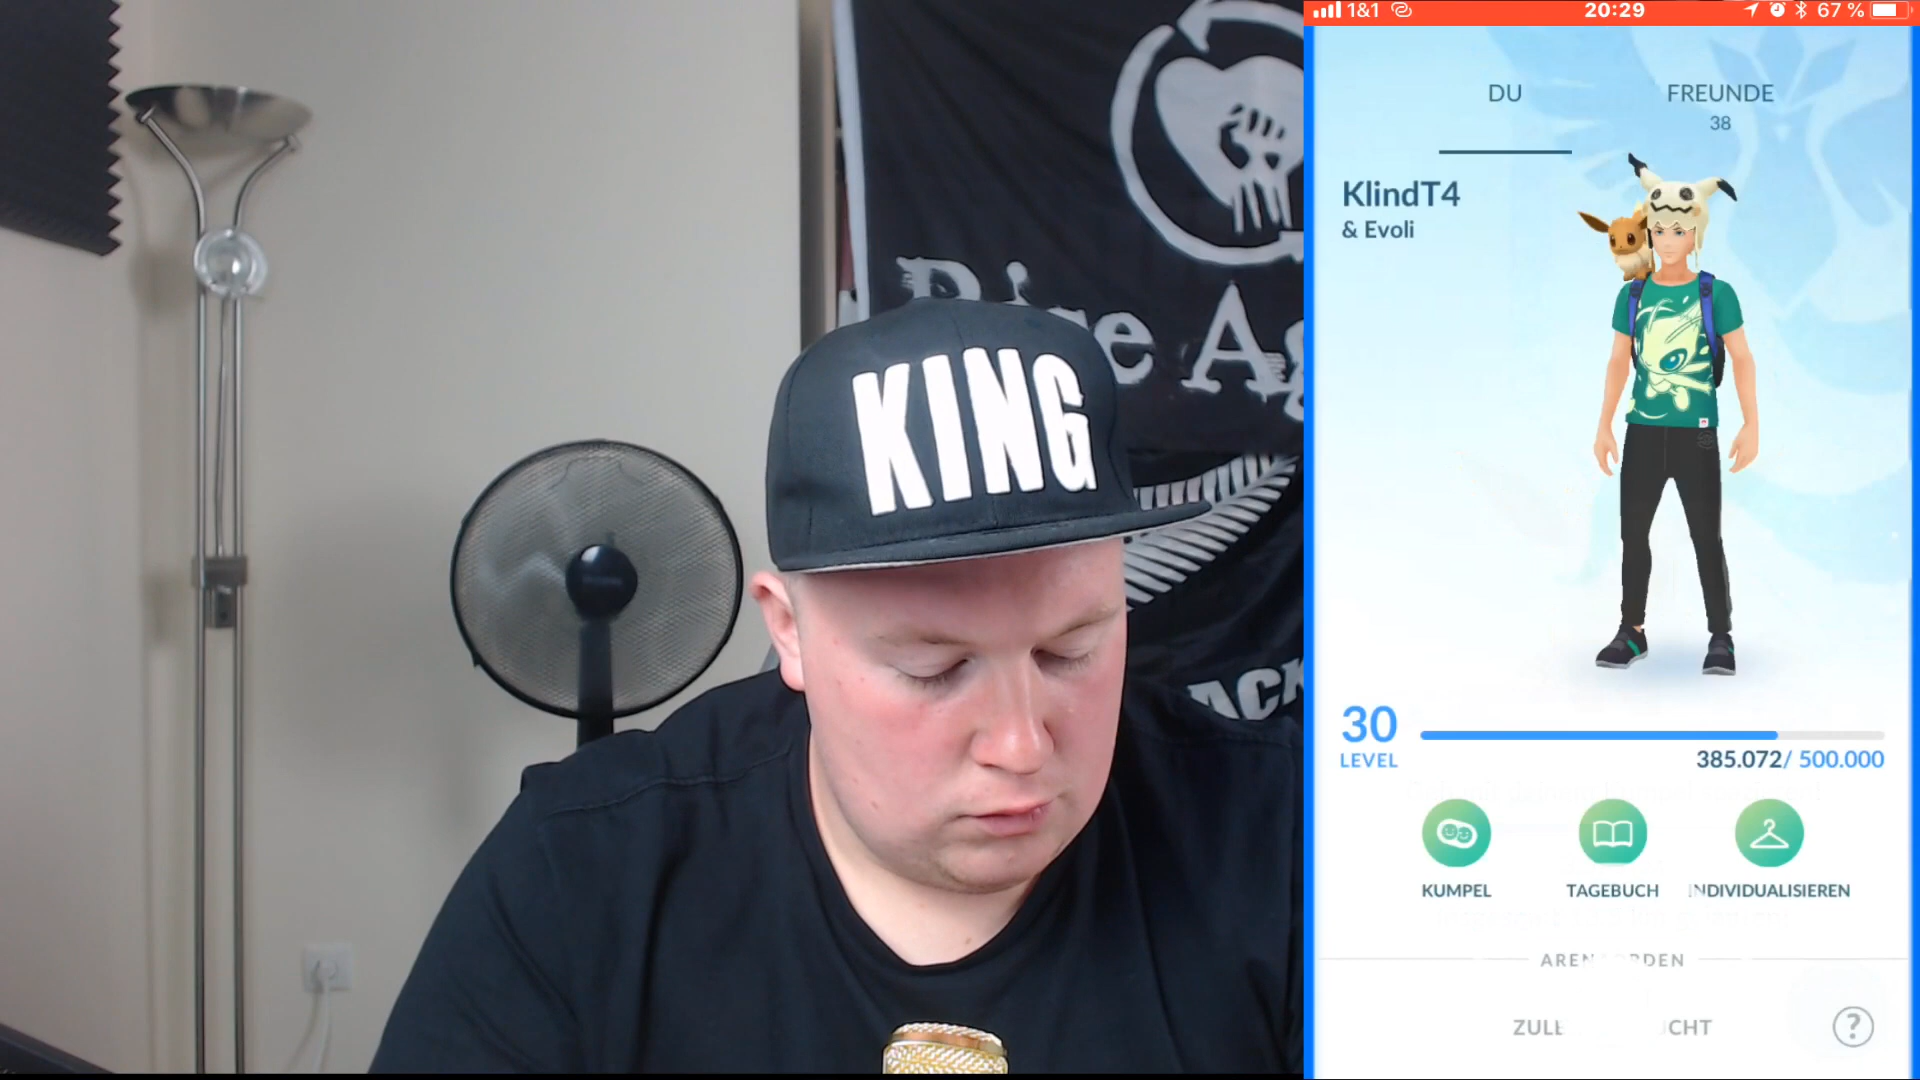 KING
1&1
20:29
67 %
DU
FREUNDE
38
KlindT4
& Evoli
30
LEVEL
385.072/ 500.000
KUMPEL
TAGEBUCH
INDIVIDUALISIEREN
?